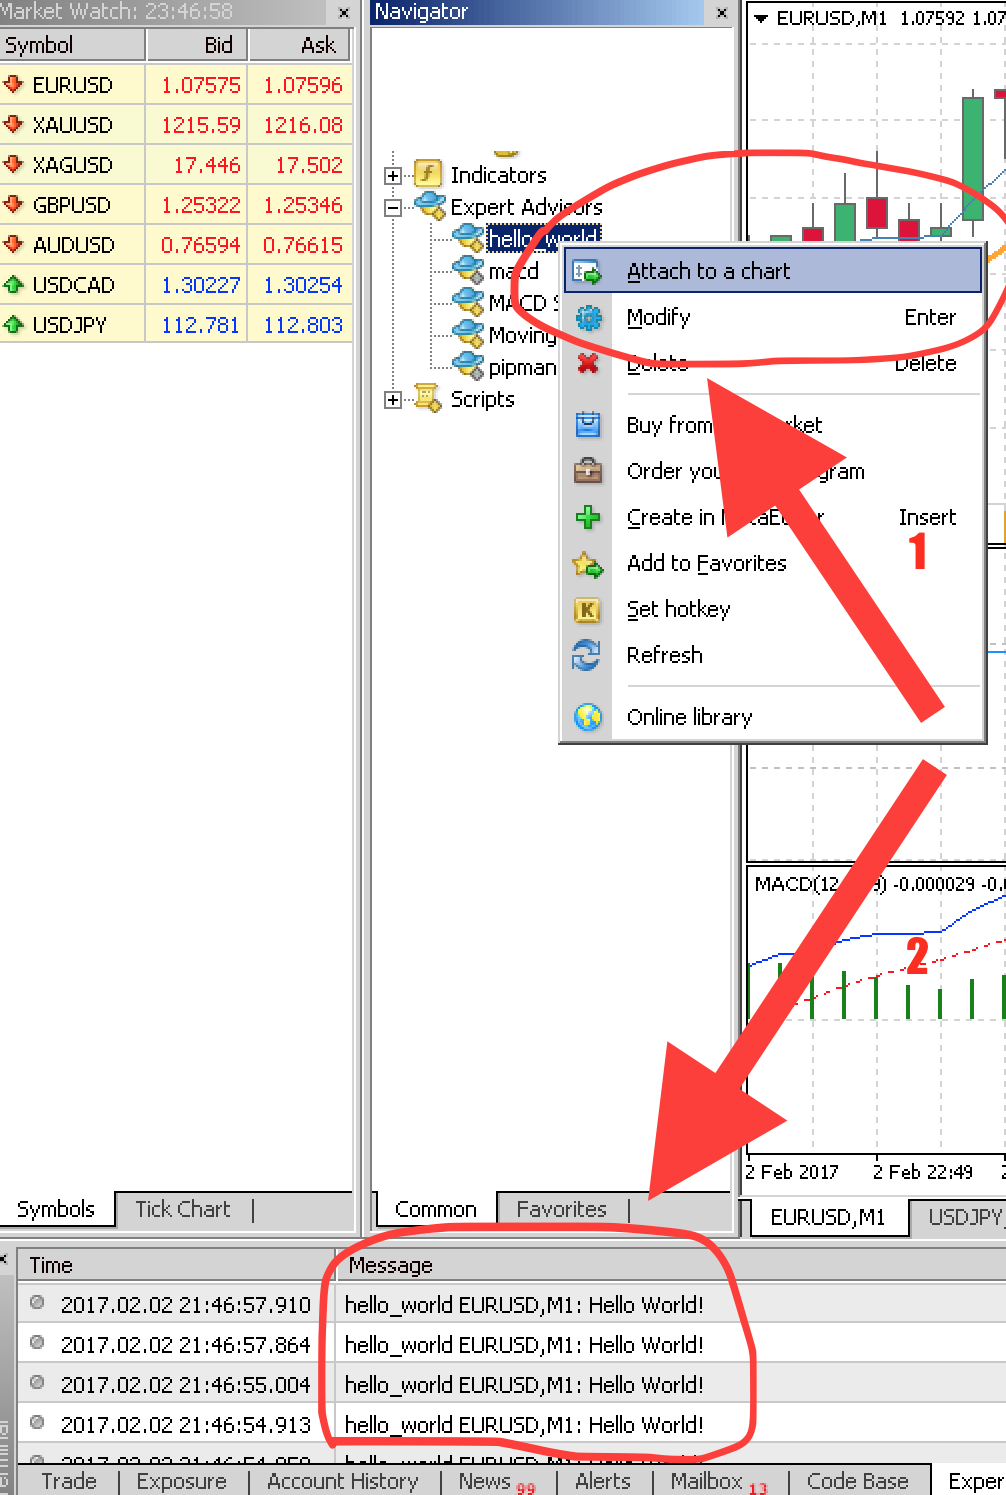 Market Watch: 23:46:58
Symbol Bid Ask
EURUSD 1.07575 1.07596
XAUUSD 1215.59 1216.08
XAGUSD 17.446 17.502
GBPUSD 1.25322 1.25346
AUDUSD 0.76594 0.76615
USDCAD 1.30227 1.30254
USDJPY 112.781 112.803
Symbols Tick Chart
Navigator
Indicators
Expert Advisors
hello_world
macd
MACD S
Moving
pipman
Scripts
Attach to a chart
Modify Enter
Delete Delete
Buy from
Order
Create in Insert
Add to Favorites
Set hotkey
Refresh
Online library
1
2
Common Favorites
EURUSD,M1 1.07592 1.07
MACD(12 9) -0.000029 -0.
2 Feb 2017 2 Feb 22:49
EURUSD,M1 USDJPY
Time Message
2017.02.02 21:46:57.910 hello_world EURUSD,M1: Hello World!
2017.02.02 21:46:57.864 hello_world EURUSD,M1: Hello World!
2017.02.02 21:46:55.004 hello_world EURUSD,M1: Hello World!
2017.02.02 21:46:54.913 hello_world EURUSD,M1: Hello World!
Trade Exposure Account History News 99 Alerts Mailbox 13 Code Base Exper